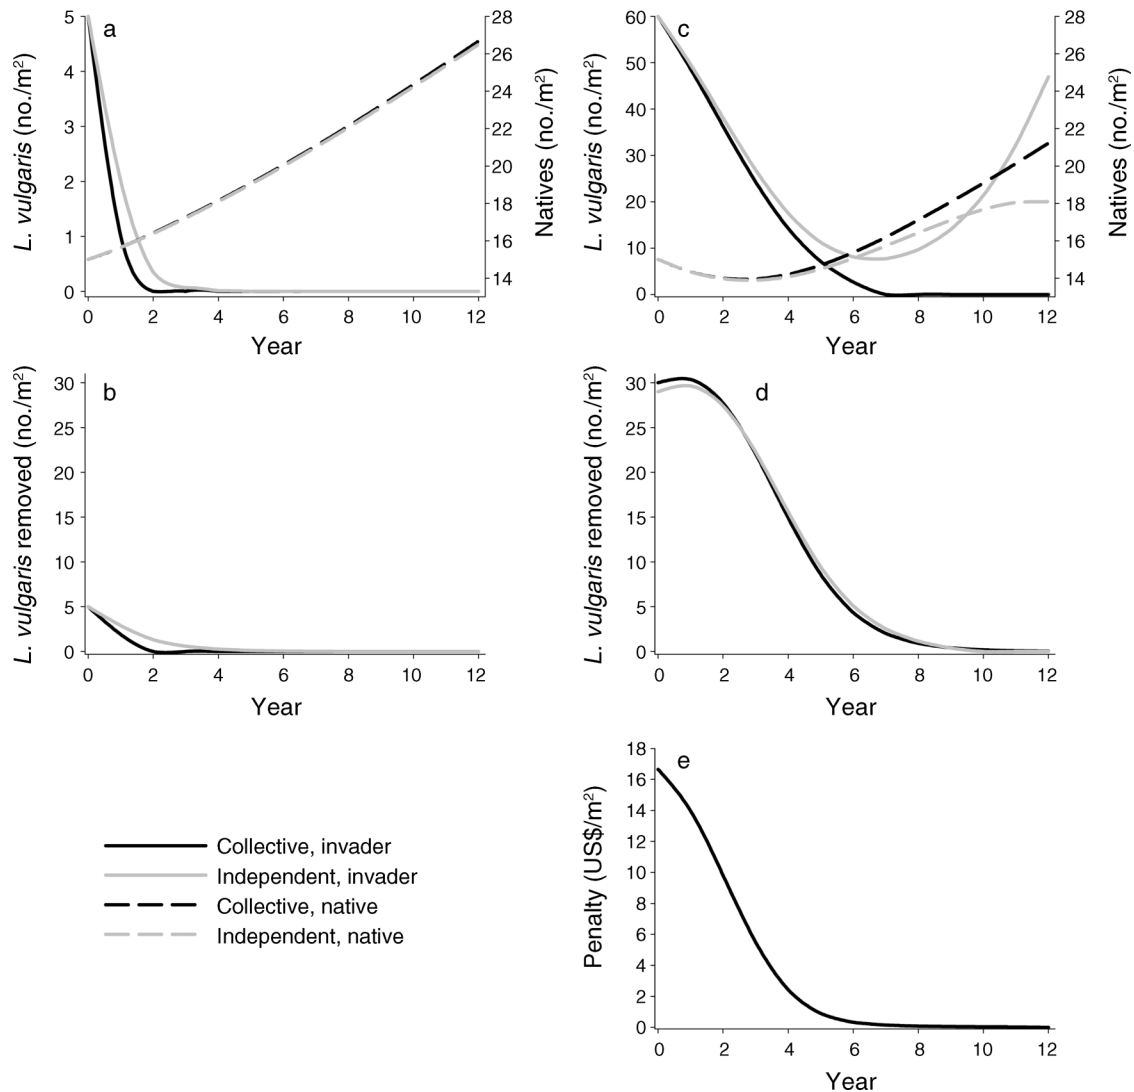 a
L. vulgaris (no./m²)
5
4
3
2
1
0
28
26
24
22
20
18
16
14
Natives (no./m²)
0 2 4 6 8 10 12
Year
c
L. vulgaris (no./m²)
60
50
40
30
20
10
0
28
26
24
22
20
18
16
14
Natives (no./m²)
0 2 4 6 8 10 12
Year
b
L. vulgaris removed (no./m²)
30
25
20
15
10
5
0
0 2 4 6 8 10 12
Year
d
L. vulgaris removed (no./m²)
30
25
20
15
10
5
0
0 2 4 6 8 10 12
Year
Collective, invader
Independent, invader
Collective, native
Independent, native
e
Penalty (US$/m²)
18
16
14
12
10
8
6
4
2
0
0 2 4 6 8 10 12
Year